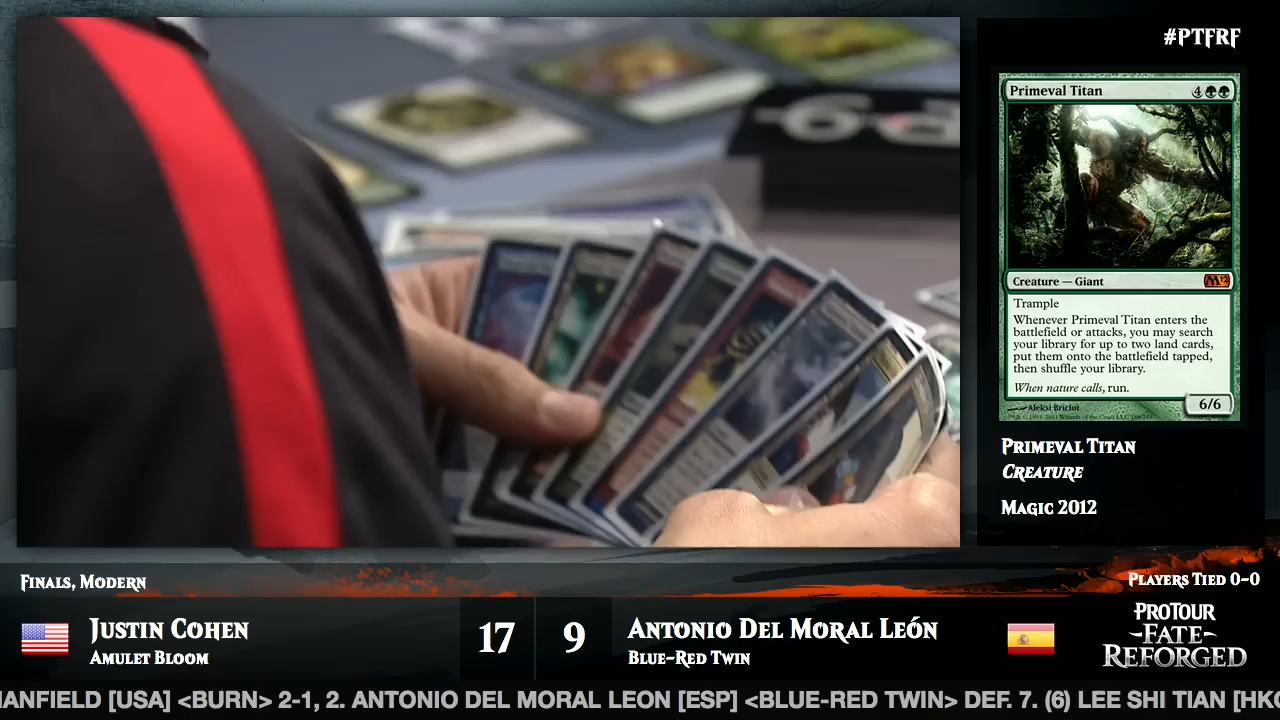 #PTFRF
Primeval Titan 4
Creature — Giant
Trample
Whenever Primeval Titan enters the
battlefield or attacks, you may search
your library for up to two land cards,
put them onto the battlefield tapped,
then shuffle your library.
When nature calls, run.
Aleksi Briclot
6/6
Primeval Titan
Creature
Magic 2012
Finals, Modern
Players Tied 0-0
Justin Cohen
Amulet Bloom
17
9
Antonio Del Moral León
Blue-Red Twin
ProTour
-Fate-
Reforged
ANFIELD [USA] <BURN> 2-1, 2. ANTONIO DEL MORAL LEON [ESP] <BLUE-RED TWIN> DEF. 7. (6) LEE SHI TIAN [HK